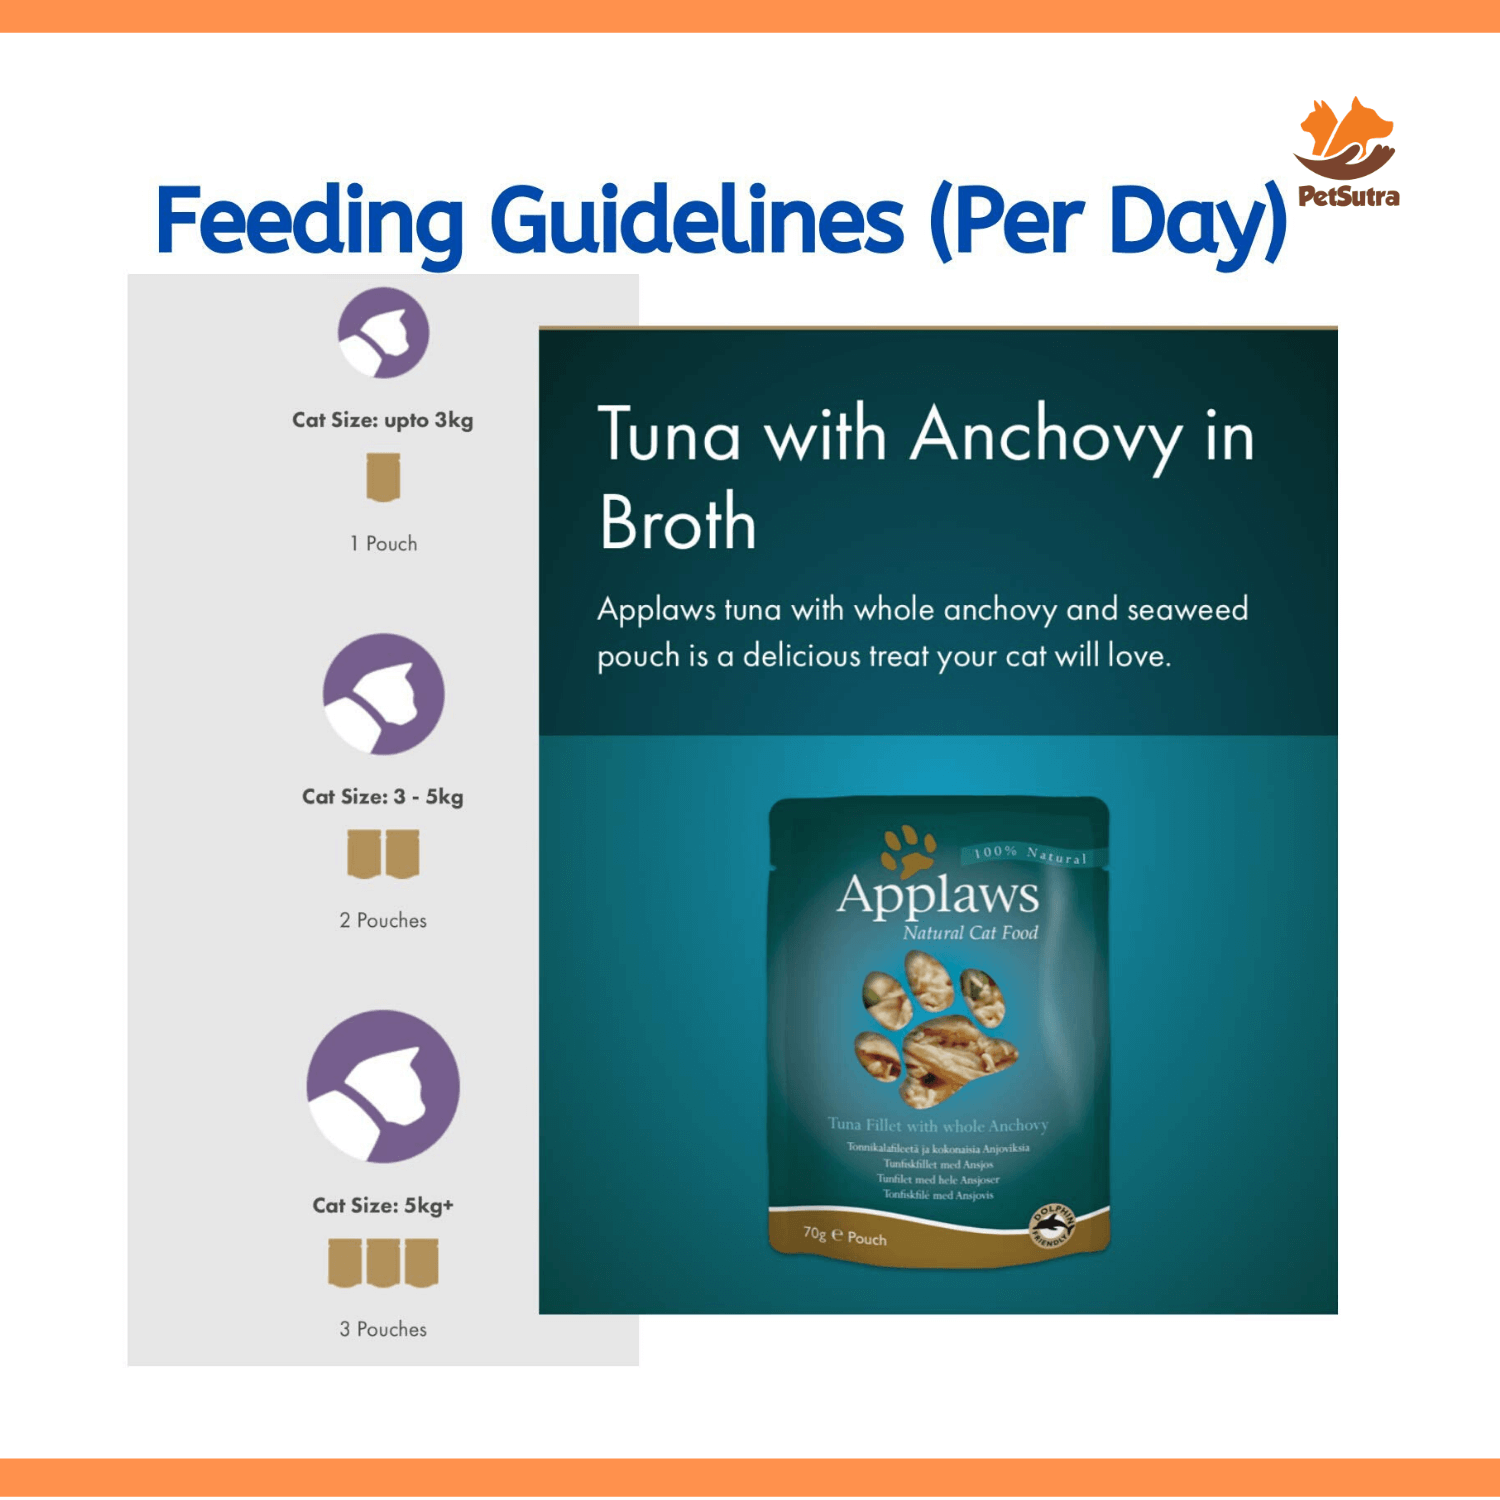 PetSutra
Feeding Guidelines (Per Day)
Cat Size: upto 3kg
1 Pouch
Cat Size: 3 - 5kg
2 Pouches
Cat Size: 5kg+
3 Pouches
Tuna with Anchovy in
Broth
Applaws tuna with whole anchovy and seaweed
pouch is a delicious treat your cat will love.
100% Natural
Applaws
Natural Cat Food
Tuna Fillet with whole Anchovy
Tonnikalafileetä ja kokonaisia Anjoviksia
Tunfiskfillet med Ansjos
Tunfilet med hele Ansjoser
Tonfiskfilé med Ansjovis
DOLPHIN
FRIENDLY
70g ℮ Pouch